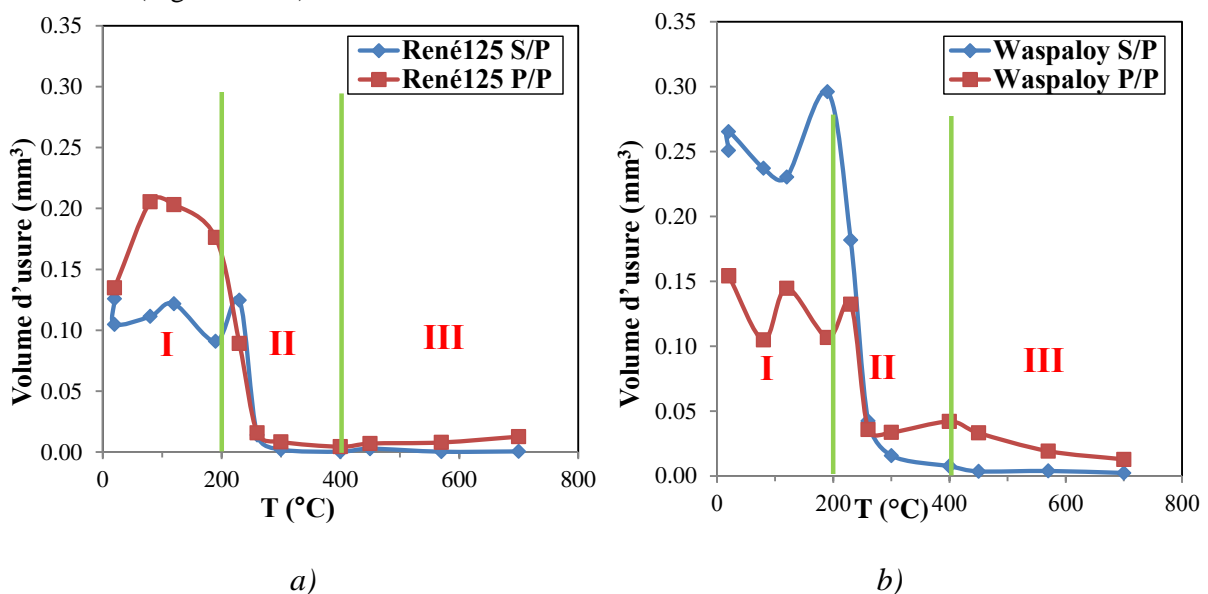 0.35
0.30
0.25
0.20
0.15
0.10
0.05
0.00
Volume d’usure (mm³)
René125 S/P
René125 P/P
I
II
III
0
200
400
600
800
T (°C)
a)
0.35
0.30
0.25
0.20
0.15
0.10
0.05
0.00
Volume d’usure (mm³)
Waspaloy S/P
Waspaloy P/P
I
II
III
0
200
400
600
800
T (°C)
b)